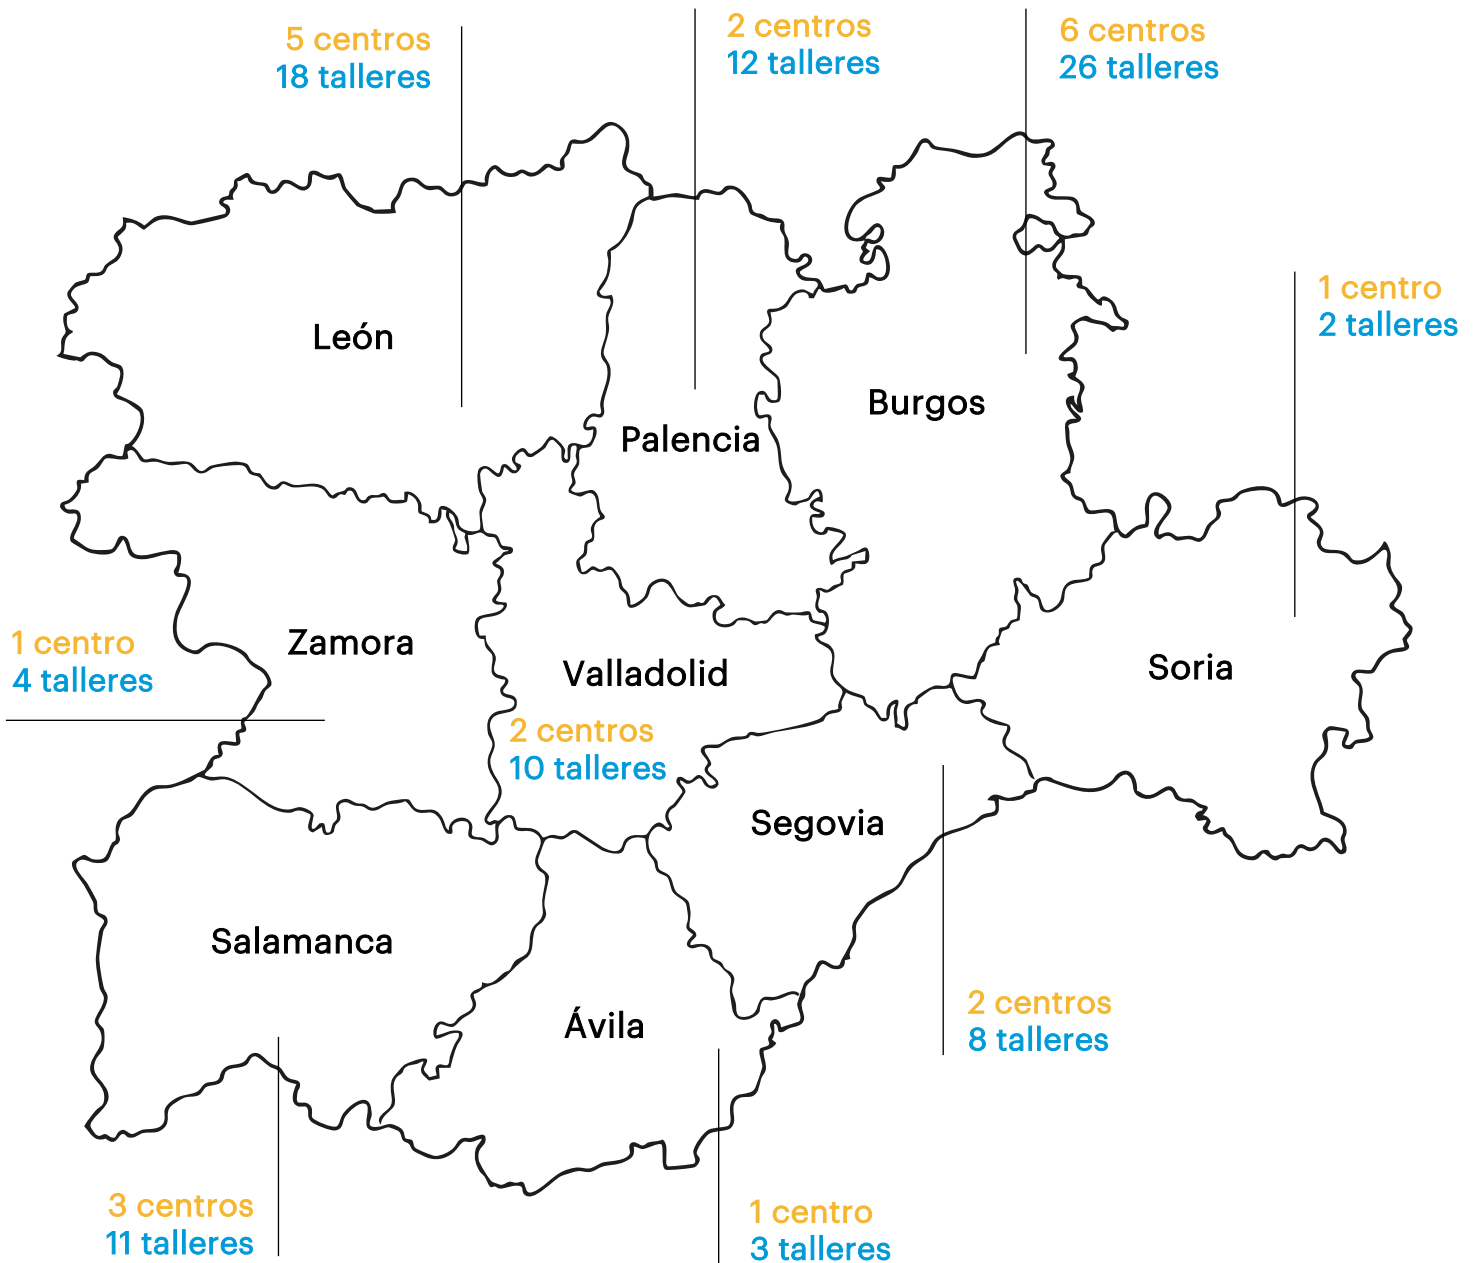 5 centros
18 talleres
2 centros
12 talleres
6 centros
26 talleres
1 centro
2 talleres
León
Burgos
Palencia
1 centro
4 talleres
Zamora
Valladolid
2 centros
10 talleres
Soria
Segovia
Salamanca
Ávila
2 centros
8 talleres
3 centros
11 talleres
1 centro
3 talleres